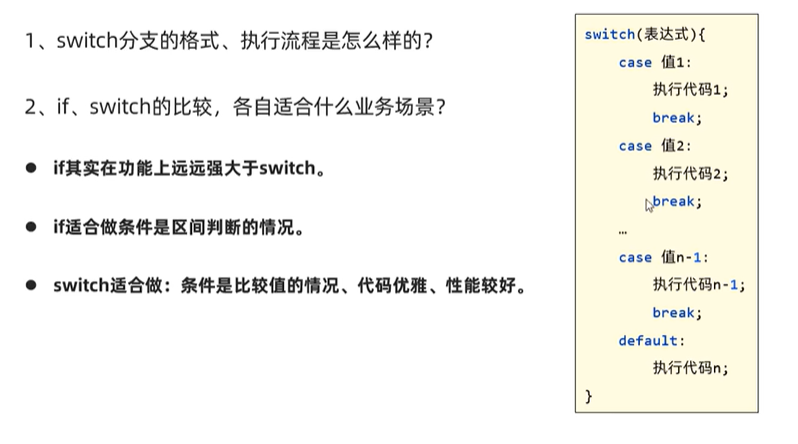 1、switch分支的格式、执行流程是怎么样的？
2、if、switch的比较，各自适合什么业务场景？
● if其实在功能上远远强大于switch。
● if适合做条件是区间判断的情况。
● switch适合做：条件是比较值的情况、代码优雅、性能较好。
switch(表达式){
    case 值1:
        执行代码1;
        break;
    case 值2:
        执行代码2;
        break;
    …
    case 值n-1:
        执行代码n-1;
        break;
    default:
        执行代码n;
}